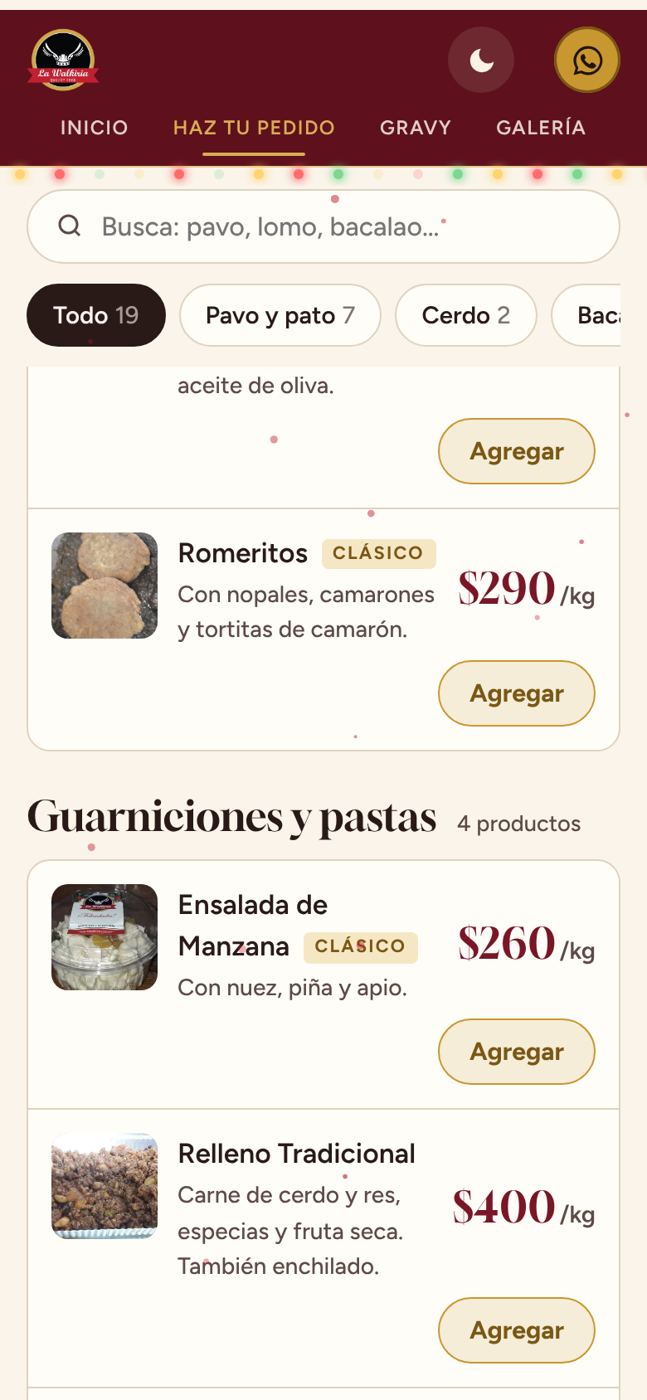 La Walkiria
INICIO
HAZ TU PEDIDO
GRAVY
GALERÍA
Busca: pavo, lomo, bacalao...
Todo 19
Pavo y pato 7
Cerdo 2
Baca
aceite de oliva.
Agregar
Romeritos CLÁSICO
Con nopales, camarones
y tortitas de camarón.
$290 /kg
Agregar
Guarniciones y pastas 4 productos
Ensalada de
Manzana CLÁSICO
Con nuez, piña y apio.
$260 /kg
Agregar
Relleno Tradicional
Carne de cerdo y res,
especias y fruta seca.
También enchilado.
$400 /kg
Agregar